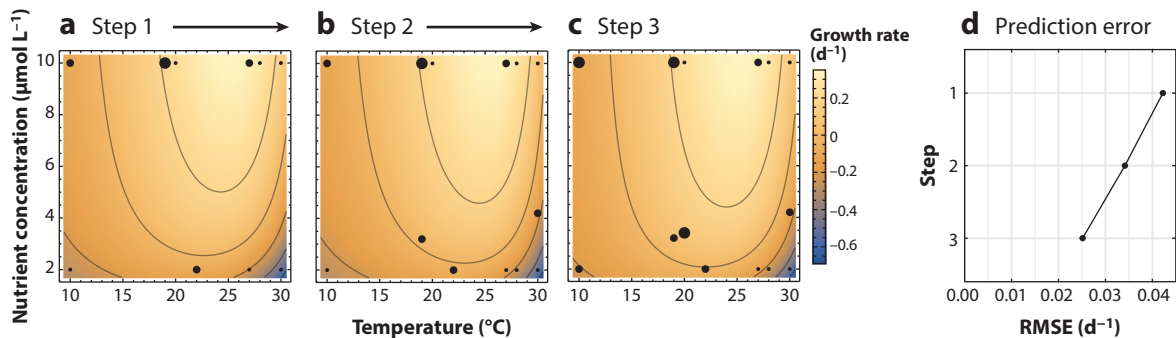 a Step 1
b Step 2
c Step 3
d Prediction error
Nutrient concentration (µmol L⁻¹)
10
8
6
4
2
10 15 20 25 30
10 15 20 25 30
10 15 20 25 30
Temperature (°C)
Growth rate
(d⁻¹)
0.2
0
–0.2
–0.4
–0.6
Step
1
2
3
0.00 0.01 0.02 0.03 0.04
RMSE (d⁻¹)